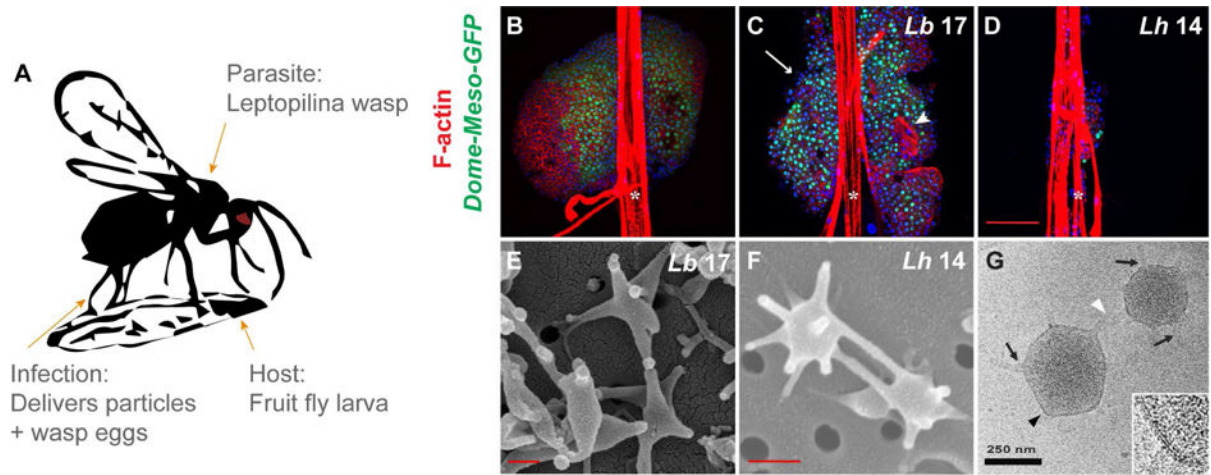 A
Parasite:
Leptopilina wasp
Infection:
Delivers particles
+ wasp eggs
Host:
Fruit fly larva
F-actin
Dome-Meso-GFP
B
C
Lb 17
*
D
Lh 14
*
*
E
Lb 17
F
Lh 14
G
250 nm